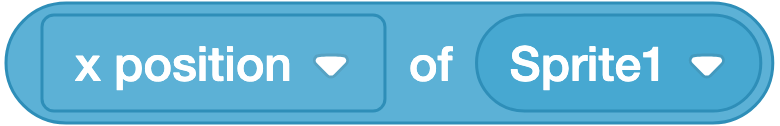 x position of Sprite1